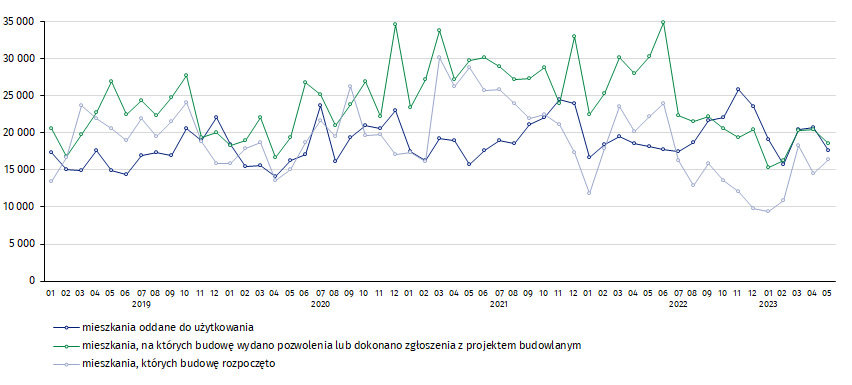 35 000
30 000
25 000
20 000
15 000
10 000
5 000
0
01 02 03 04 05 06 07 08 09 10 11 12 01 02 03 04 05 06 07 08 09 10 11 12 01 02 03 04 05 06 07 08 09 10 11 12 01 02 03 04 05 06 07 08 09 10 11 12 01 02 03 04 05
2019 2020 2021 2022 2023
mieszkania oddane do użytkowania
mieszkania, na których budowę wydano pozwolenia lub dokonano zgłoszenia z projektem budowlanym
mieszkania, których budowę rozpoczęto